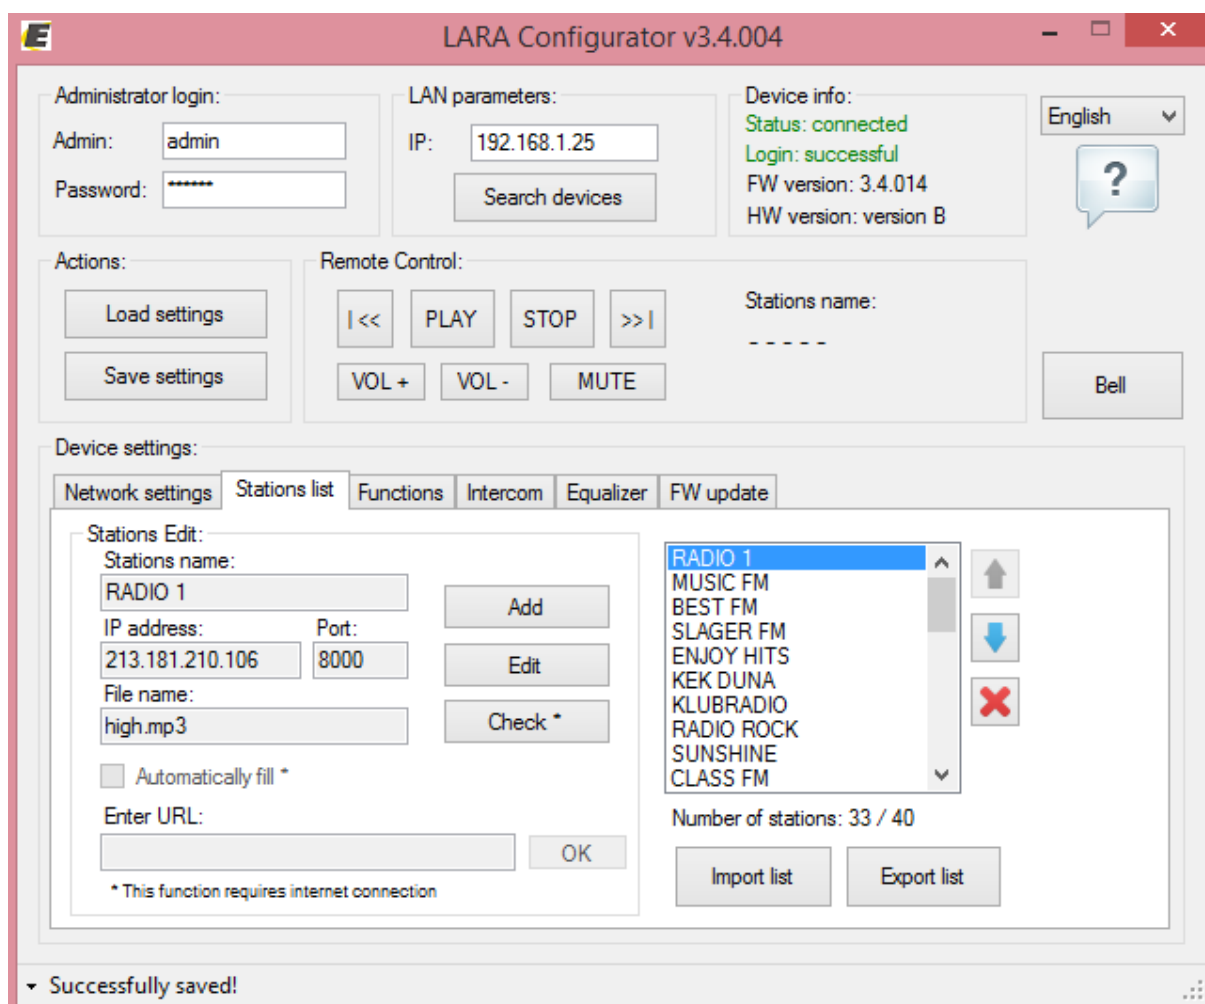 LARA Configurator v3.4.004
Administrator login:
Admin: admin
Password: ******
LAN parameters:
IP: 192.168.1.25
Search devices
Device info:
Status: connected
Login: successful
FW version: 3.4.014
HW version: version B
English
?
Actions:
Load settings
Save settings
Remote Control:
|<< PLAY STOP >>|
VOL + VOL - MUTE
Stations name:
- - - - -
Bell
Device settings:
Network settings Stations list Functions Intercom Equalizer FW update
Stations Edit:
Stations name:
RADIO 1
IP address: Port:
213.181.210.106 8000
File name:
high.mp3
Add
Edit
Check *
Automatically fill *
Enter URL:
OK
* This function requires internet connection
RADIO 1
MUSIC FM
BEST FM
SLAGER FM
ENJOY HITS
KEK DUNA
KLUBRADIO
RADIO ROCK
SUNSHINE
CLASS FM
Number of stations: 33 / 40
Import list Export list
Successfully saved!